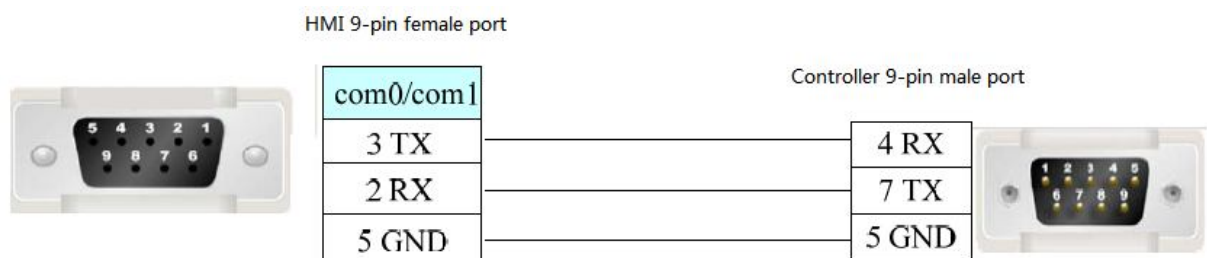 HMI 9-pin female port
Controller 9-pin male port
com0/com1
3 TX
4 RX
2 RX
7 TX
5 GND
5 GND
5 4 3 2 1
9 8 7 6
1 2 3 4 5
6 7 8 9